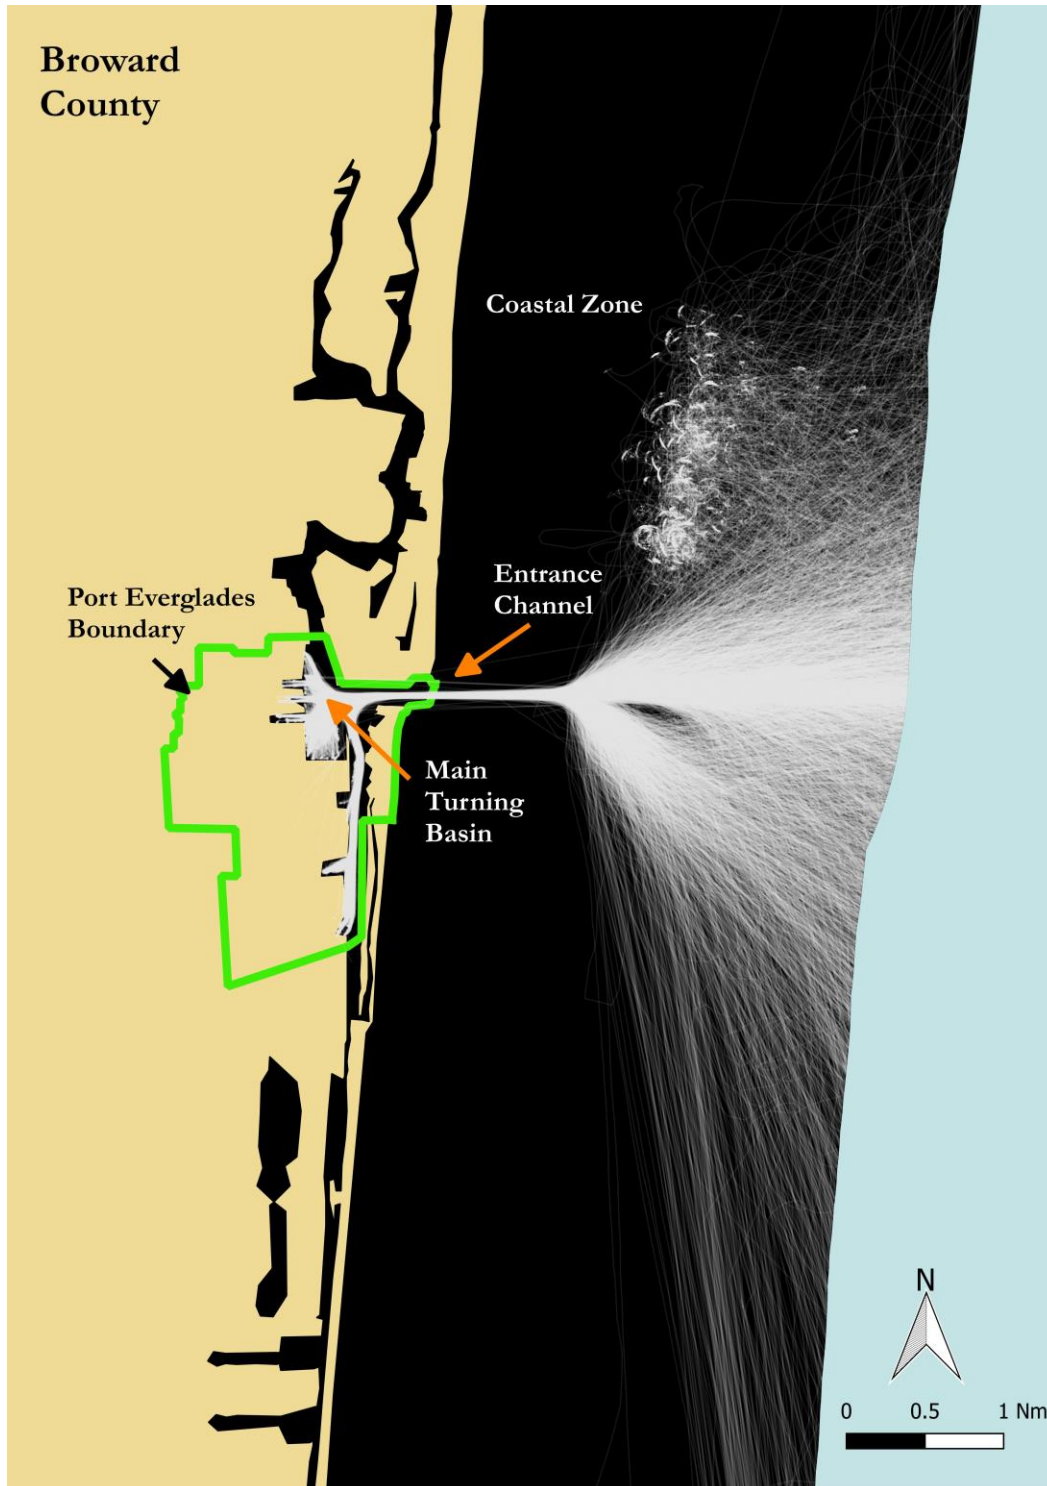 Broward
County
Coastal Zone
Entrance
Channel
Port Everglades
Boundary
Main
Turning
Basin
N
0 0.5 1 Nm